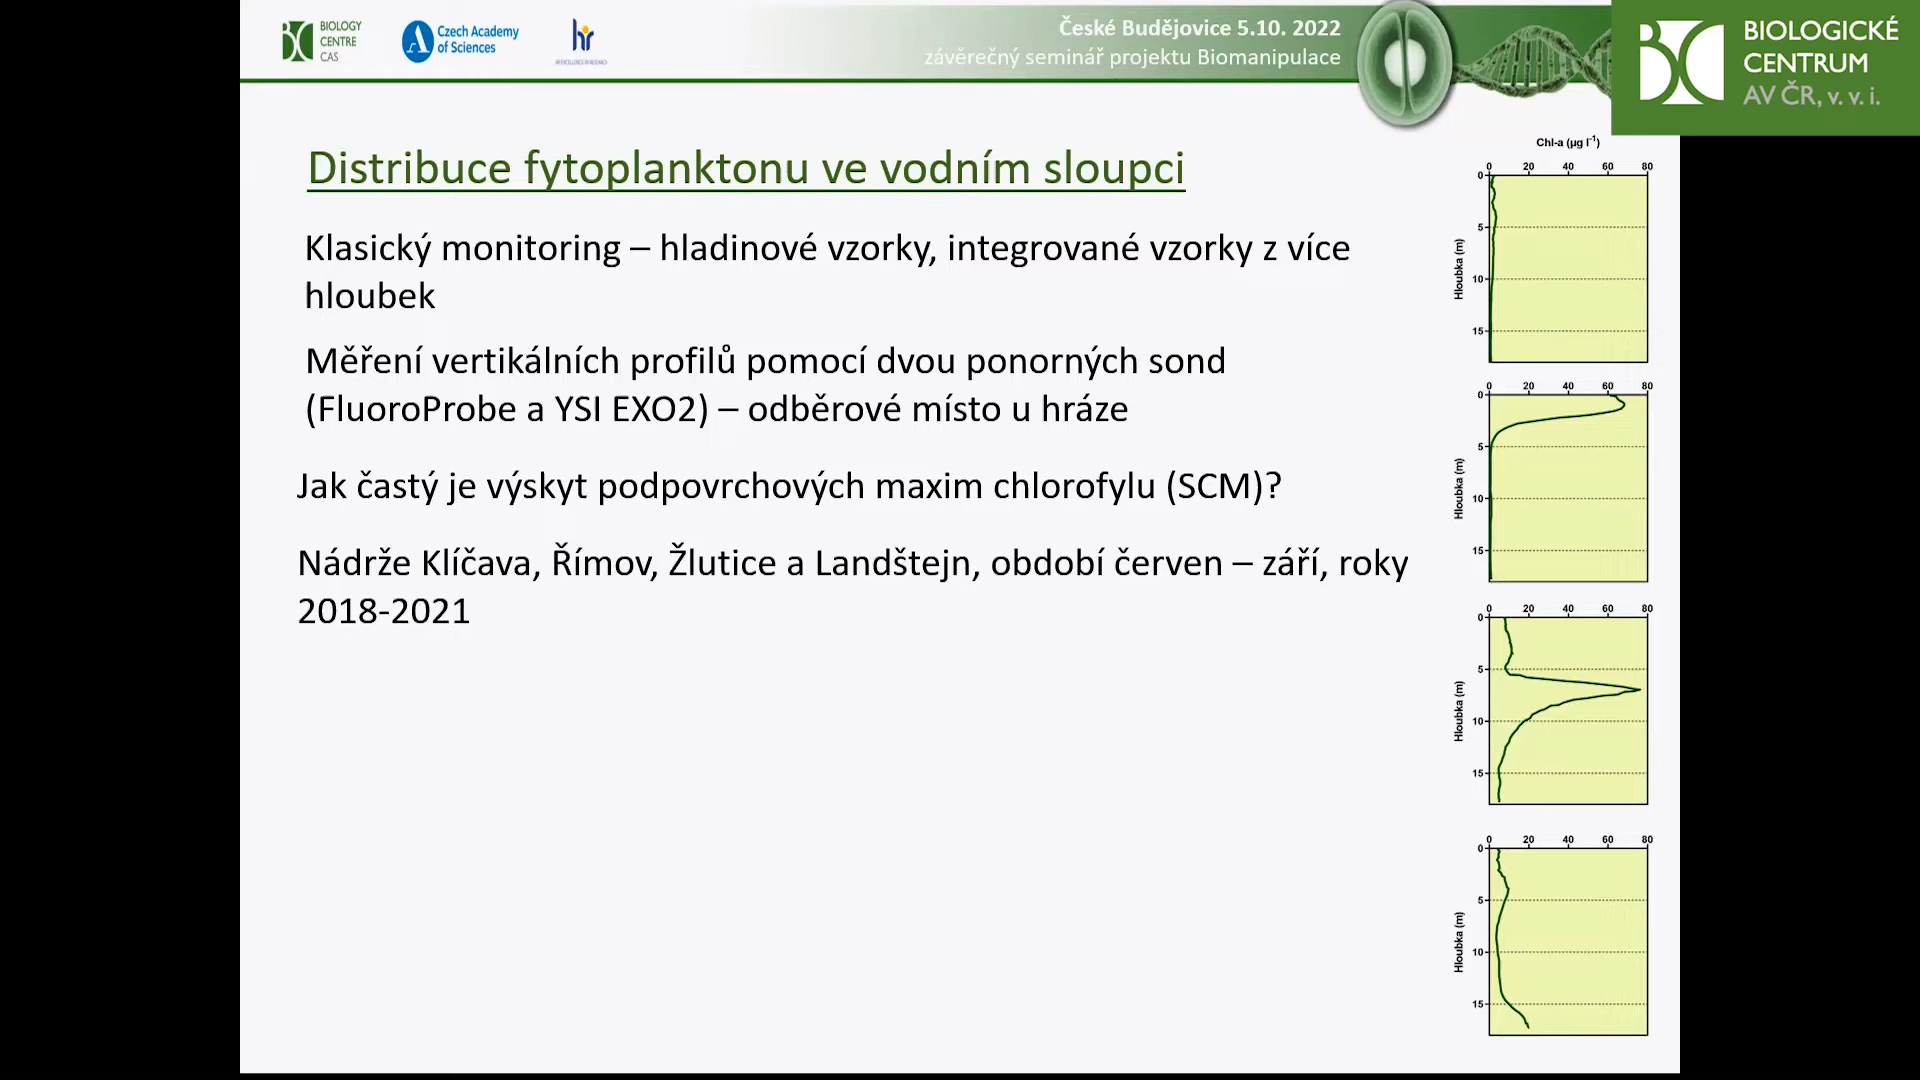 BIOLOGY
CENTRE
CAS
Czech Academy
of Sciences
hr
České Budějovice 5.10. 2022
závěrečný seminář projektu Biomanipulace
BIOLOGICKÉ
CENTRUM
AV ČR, v. v. i.
Distribuce fytoplanktonu ve vodním sloupci
Klasický monitoring – hladinové vzorky, integrované vzorky z více
hloubek
Měření vertikálních profilů pomocí dvou ponorných sond
(FluoroProbe a YSI EXO2) – odběrové místo u hráze
Jak častý je výskyt podpovrchových maxim chlorofylu (SCM)?
Nádrže Klíčava, Římov, Žlutice a Landštejn, období červen – září, roky
2018-2021
Chl-a (µg l-1)
0 20 40 60 80
0
5
10
15
Hloubka (m)
0 20 40 60 80
0
5
10
15
Hloubka (m)
0 20 40 60 80
0
5
10
15
Hloubka (m)
0 20 40 60 80
0
5
10
15
Hloubka (m)